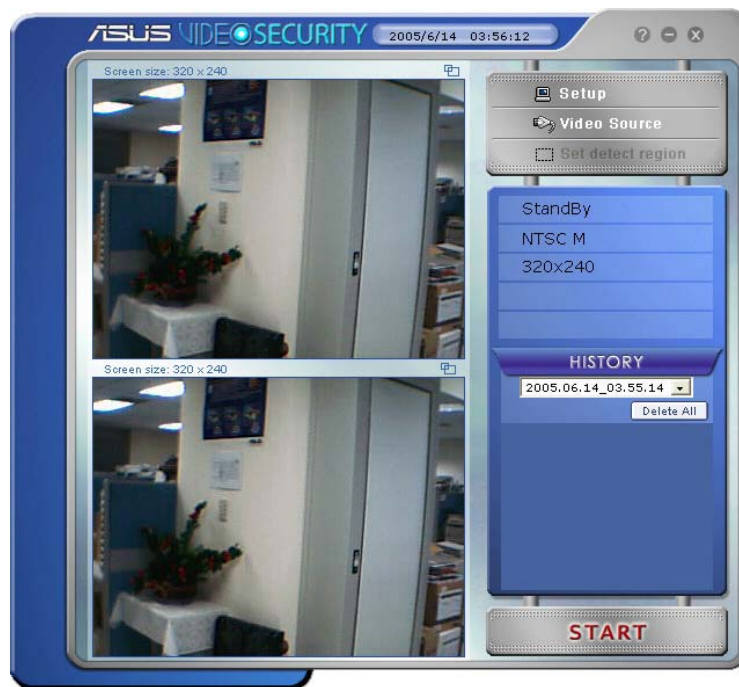 ASUS VIDEO SECURITY 2005/6/14 03:56:12
Screen size: 320 x 240
Setup
Video Source
Set detect region
StandBy
NTSC M
320x240
HISTORY
2005.06.14_03.55.14
Delete All
Screen size: 320 x 240
START